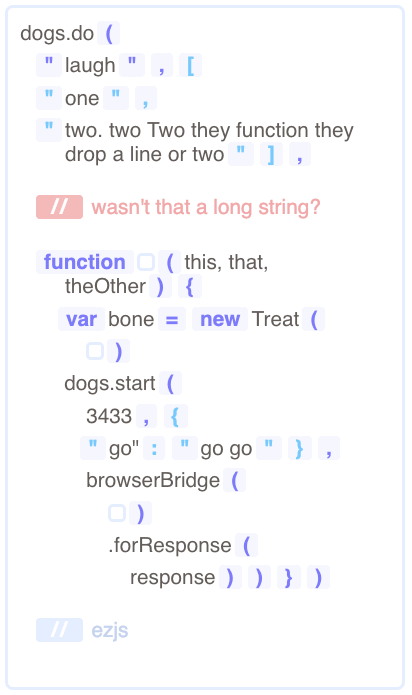 dogs.do (
" laugh " , [
" one " ,
" two. two Two they function they
drop a line or two " ] ,
// wasn't that a long string?
function ( this, that,
theOther ) {
var bone = new Treat (
)
dogs.start (
3433 , {
" go" : " go go " } ,
browserBridge (
)
.forResponse (
response ) ) } )
// ezjs